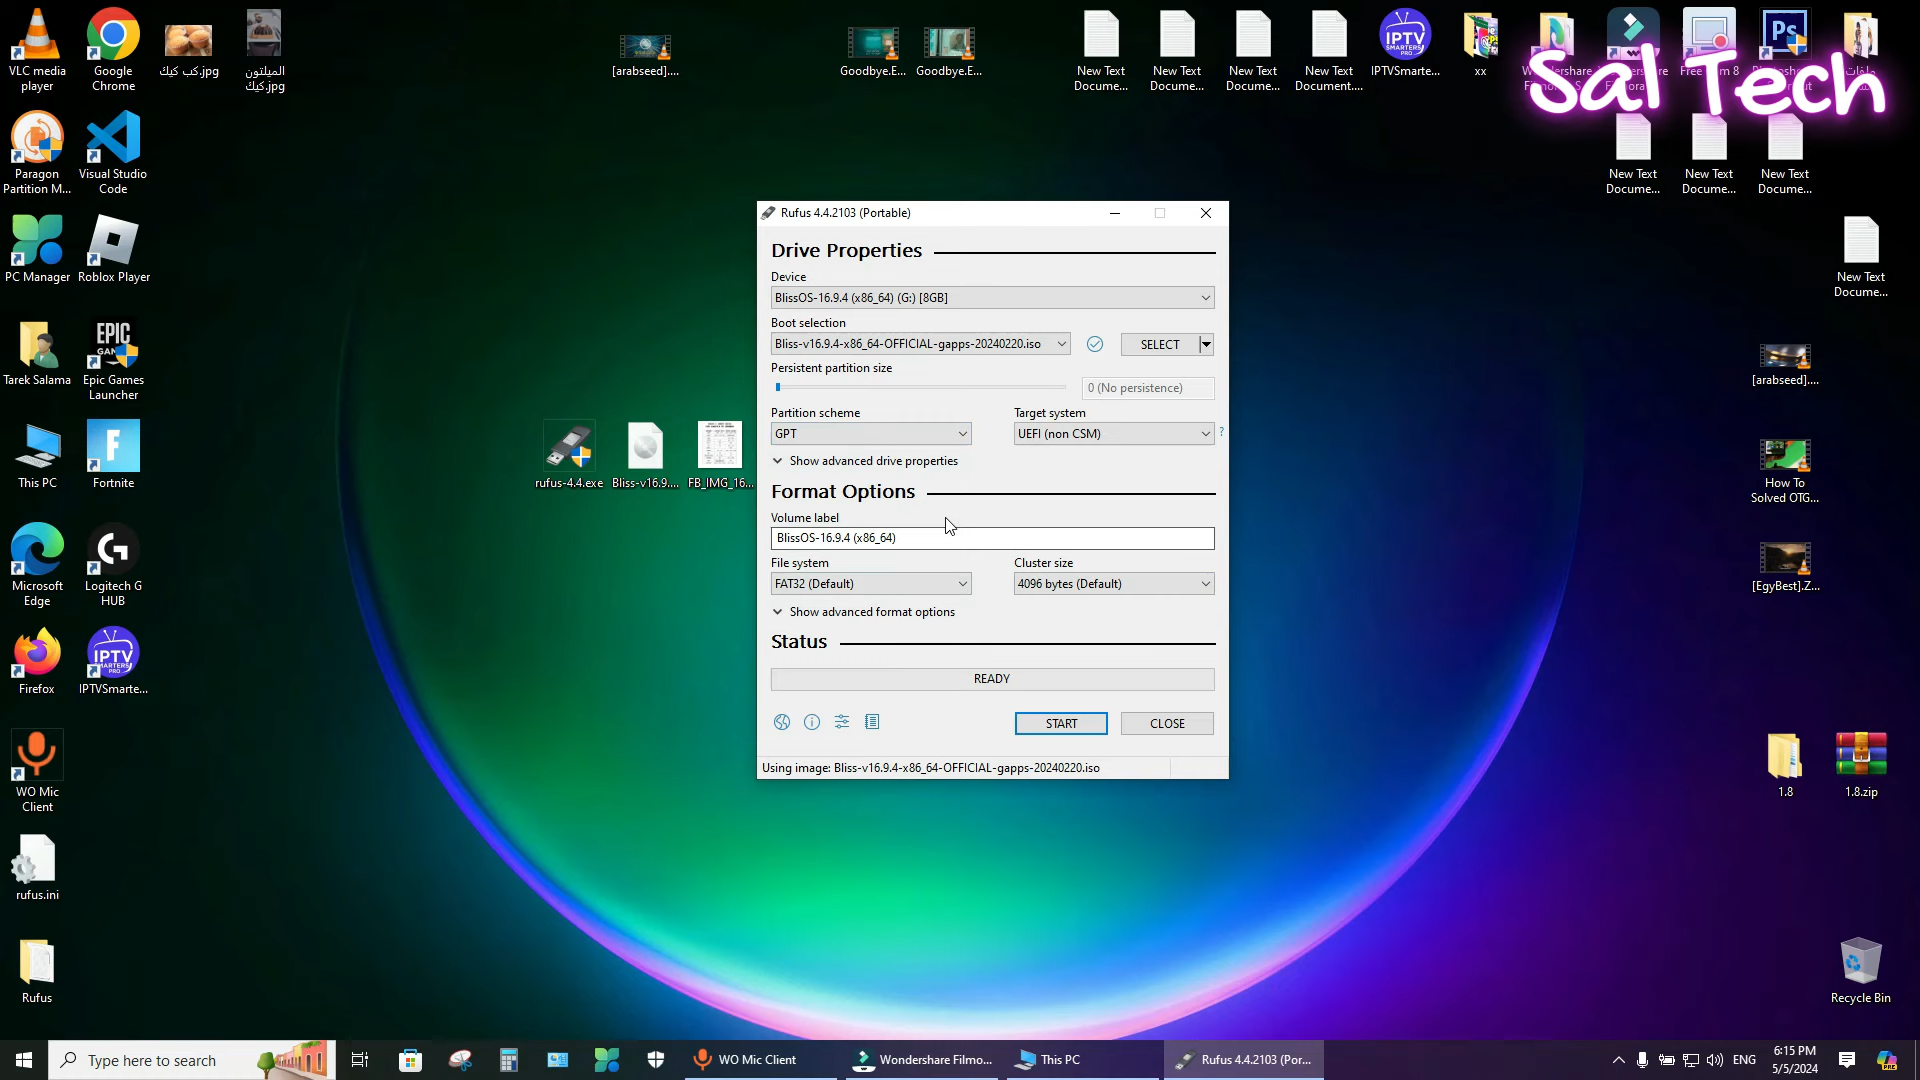 VLC media
player
Google
Chrome
كب كيك.jpg
الميلتون
كيك.jpg
[arabseed]....
Goodbye.E...
Goodbye.E...
New Text
Docume...
New Text
Docume...
New Text
Docume...
New Text
Document....
IPTVSmarte...
xx
Free
8
Sal Tech
Paragon
Partition M...
Visual Studio
Code
New Text
Docume...
New Text
Docume...
New Text
Docume...
PC Manager
Roblox Player
New Text
Docume...
Tarek Salama
Epic Games
Launcher
[arabseed]....
This PC
Fortnite
rufus-4.4.exe
Bliss-v16.9....
FB_IMG_16...
How To
Solved OTG...
Microsoft
Edge
Logitech G
HUB
[EgyBest].Z...
Firefox
IPTVSmarte...
WO Mic
Client
1.8
1.8.zip
rufus.ini
Rufus
Recycle Bin
Rufus 4.4.2103 (Portable)
Drive Properties
Device
BlissOS-16.9.4 (x86_64) (G:) [8GB]
Boot selection
Bliss-v16.9.4-x86_64-OFFICIAL-gapps-20240220.iso
SELECT
Persistent partition size
0 (No persistence)
Partition scheme
Target system
GPT
UEFI (non CSM)
?
Show advanced drive properties
Format Options
Volume label
BlissOS-16.9.4 (x86_64)
File system
Cluster size
FAT32 (Default)
4096 bytes (Default)
Show advanced format options
Status
READY
START
CLOSE
Using image: Bliss-v16.9.4-x86_64-OFFICIAL-gapps-20240220.iso
Type here to search
WO Mic Client
Wondershare Filmo...
This PC
Rufus 4.4.2103 (Por...
ENG
6:15 PM
5/5/2024